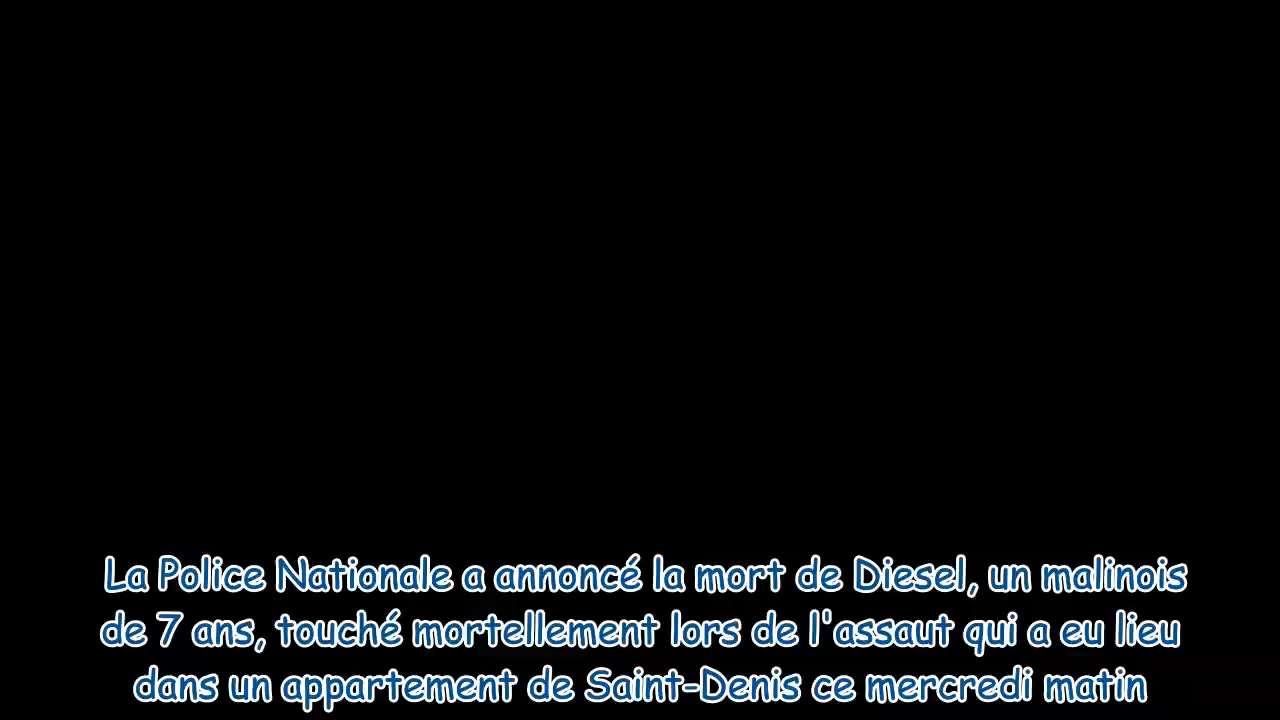 La Police Nationale a annoncé la mort de Diesel, un malinois
de 7 ans, touché mortellement lors de l'assaut qui a eu lieu
dans un appartement de Saint-Denis ce mercredi matin